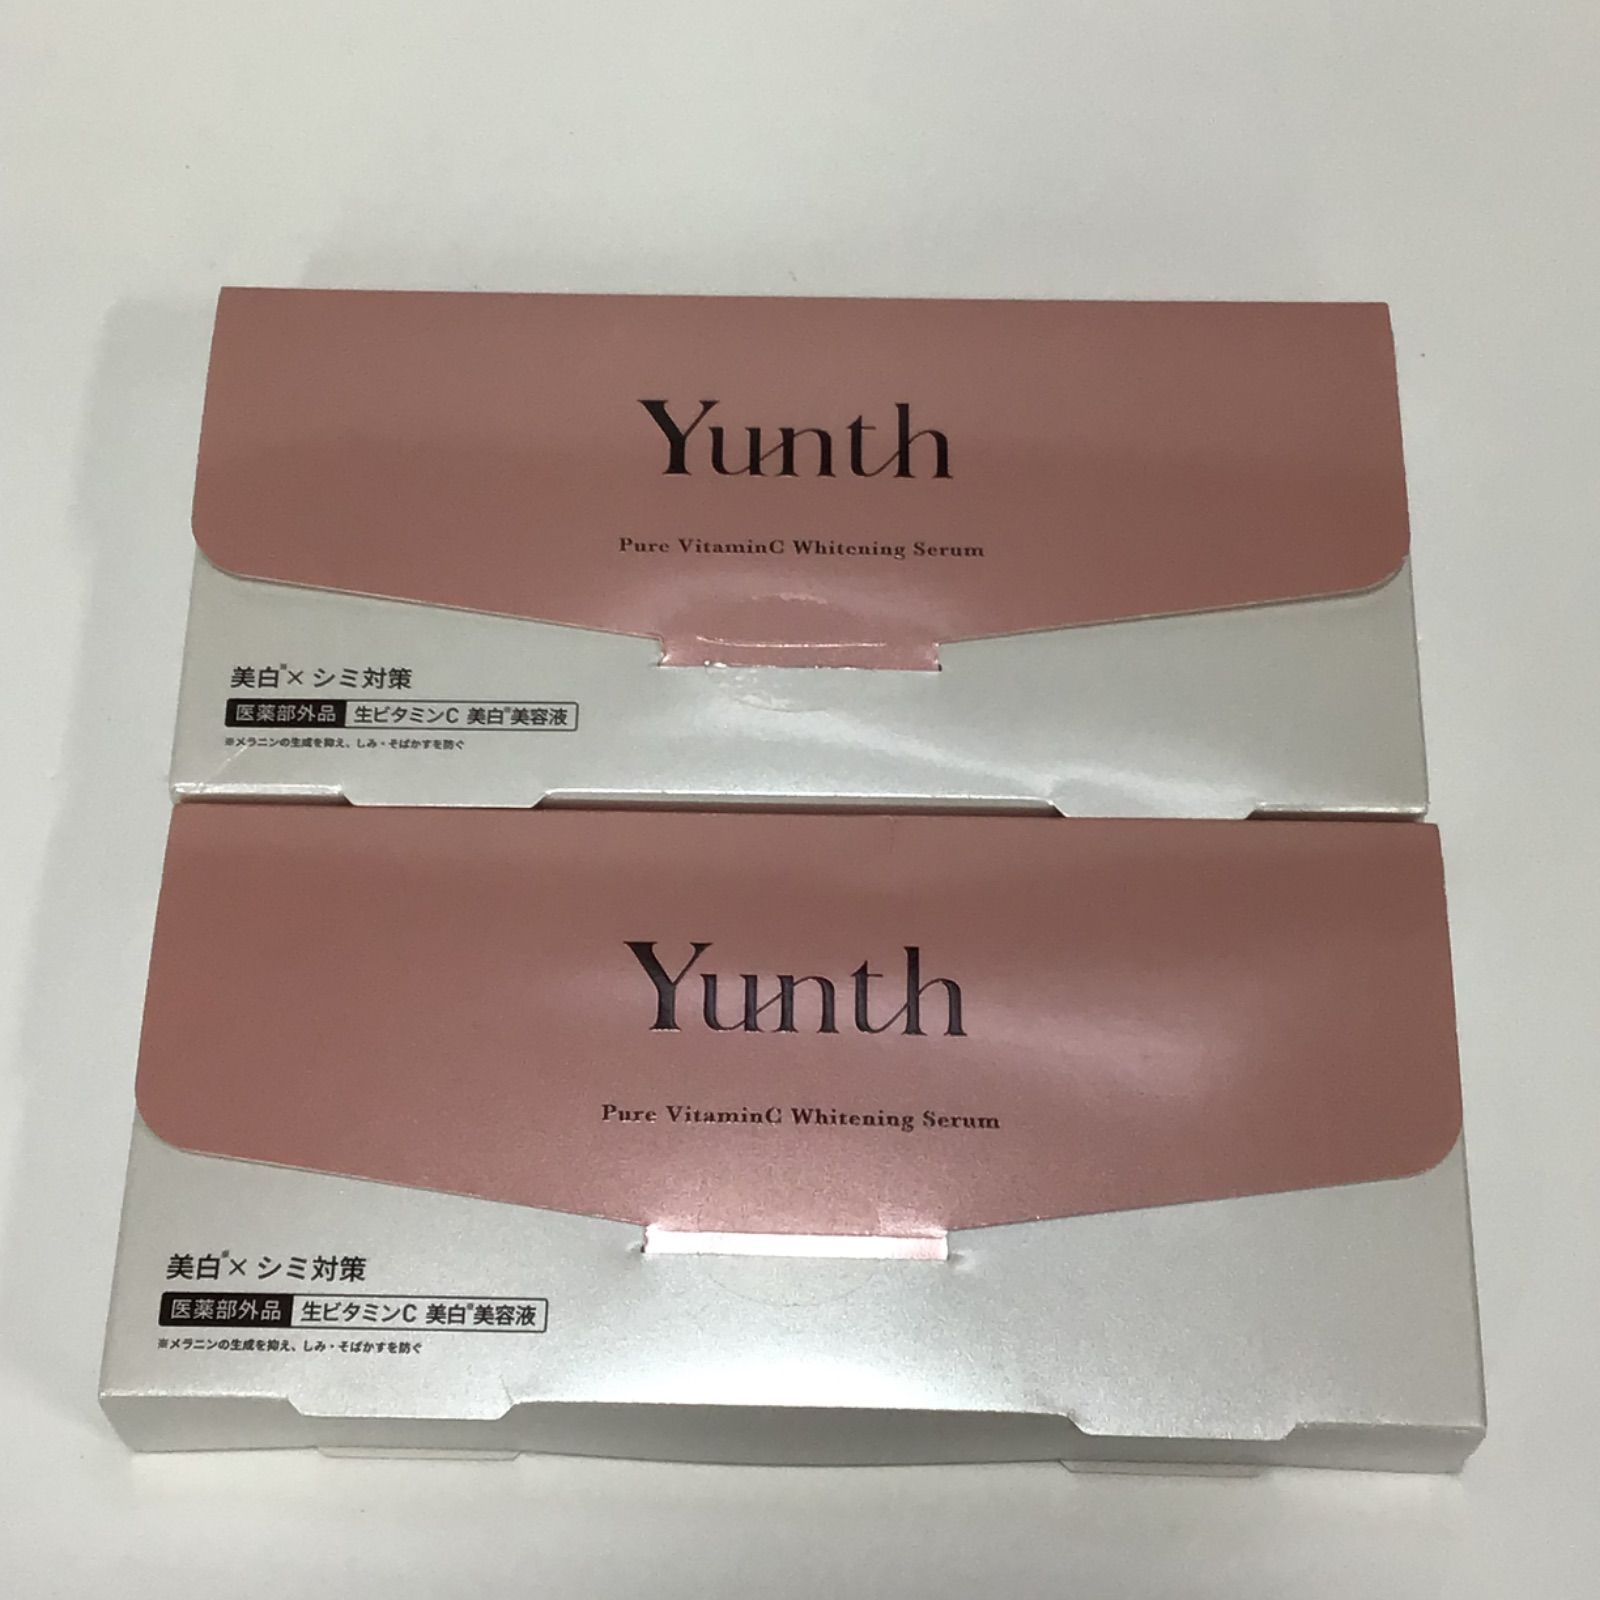 Yunth
Pure VitaminC Whitening Serum
美白※×シミ対策
医薬部外品 生ビタミンC 美白※美容液
※メラニンの生成を抑え、しみ・そばかすを防ぐ
Yunth
Pure VitaminC Whitening Serum
美白※×シミ対策
医薬部外品 生ビタミンC 美白※美容液
※メラニンの生成を抑え、しみ・そばかすを防ぐ